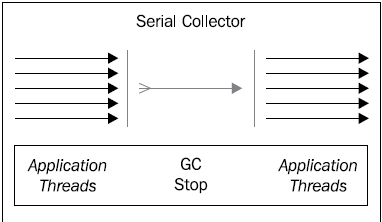 Serial Collector
Application Threads
GC Stop
Application Threads